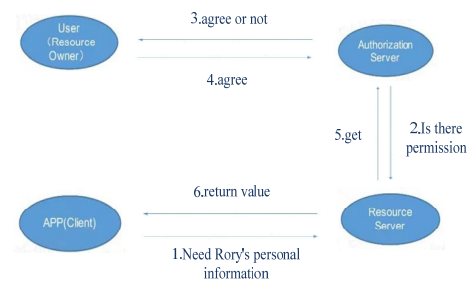 3.agree or not
User
(Resource
Owner)
Authorization
Server
4.agree
5.get
2.Is there
permission
6.return value
APP(Client)
Resource
Server
1.Need Rory's personal
information